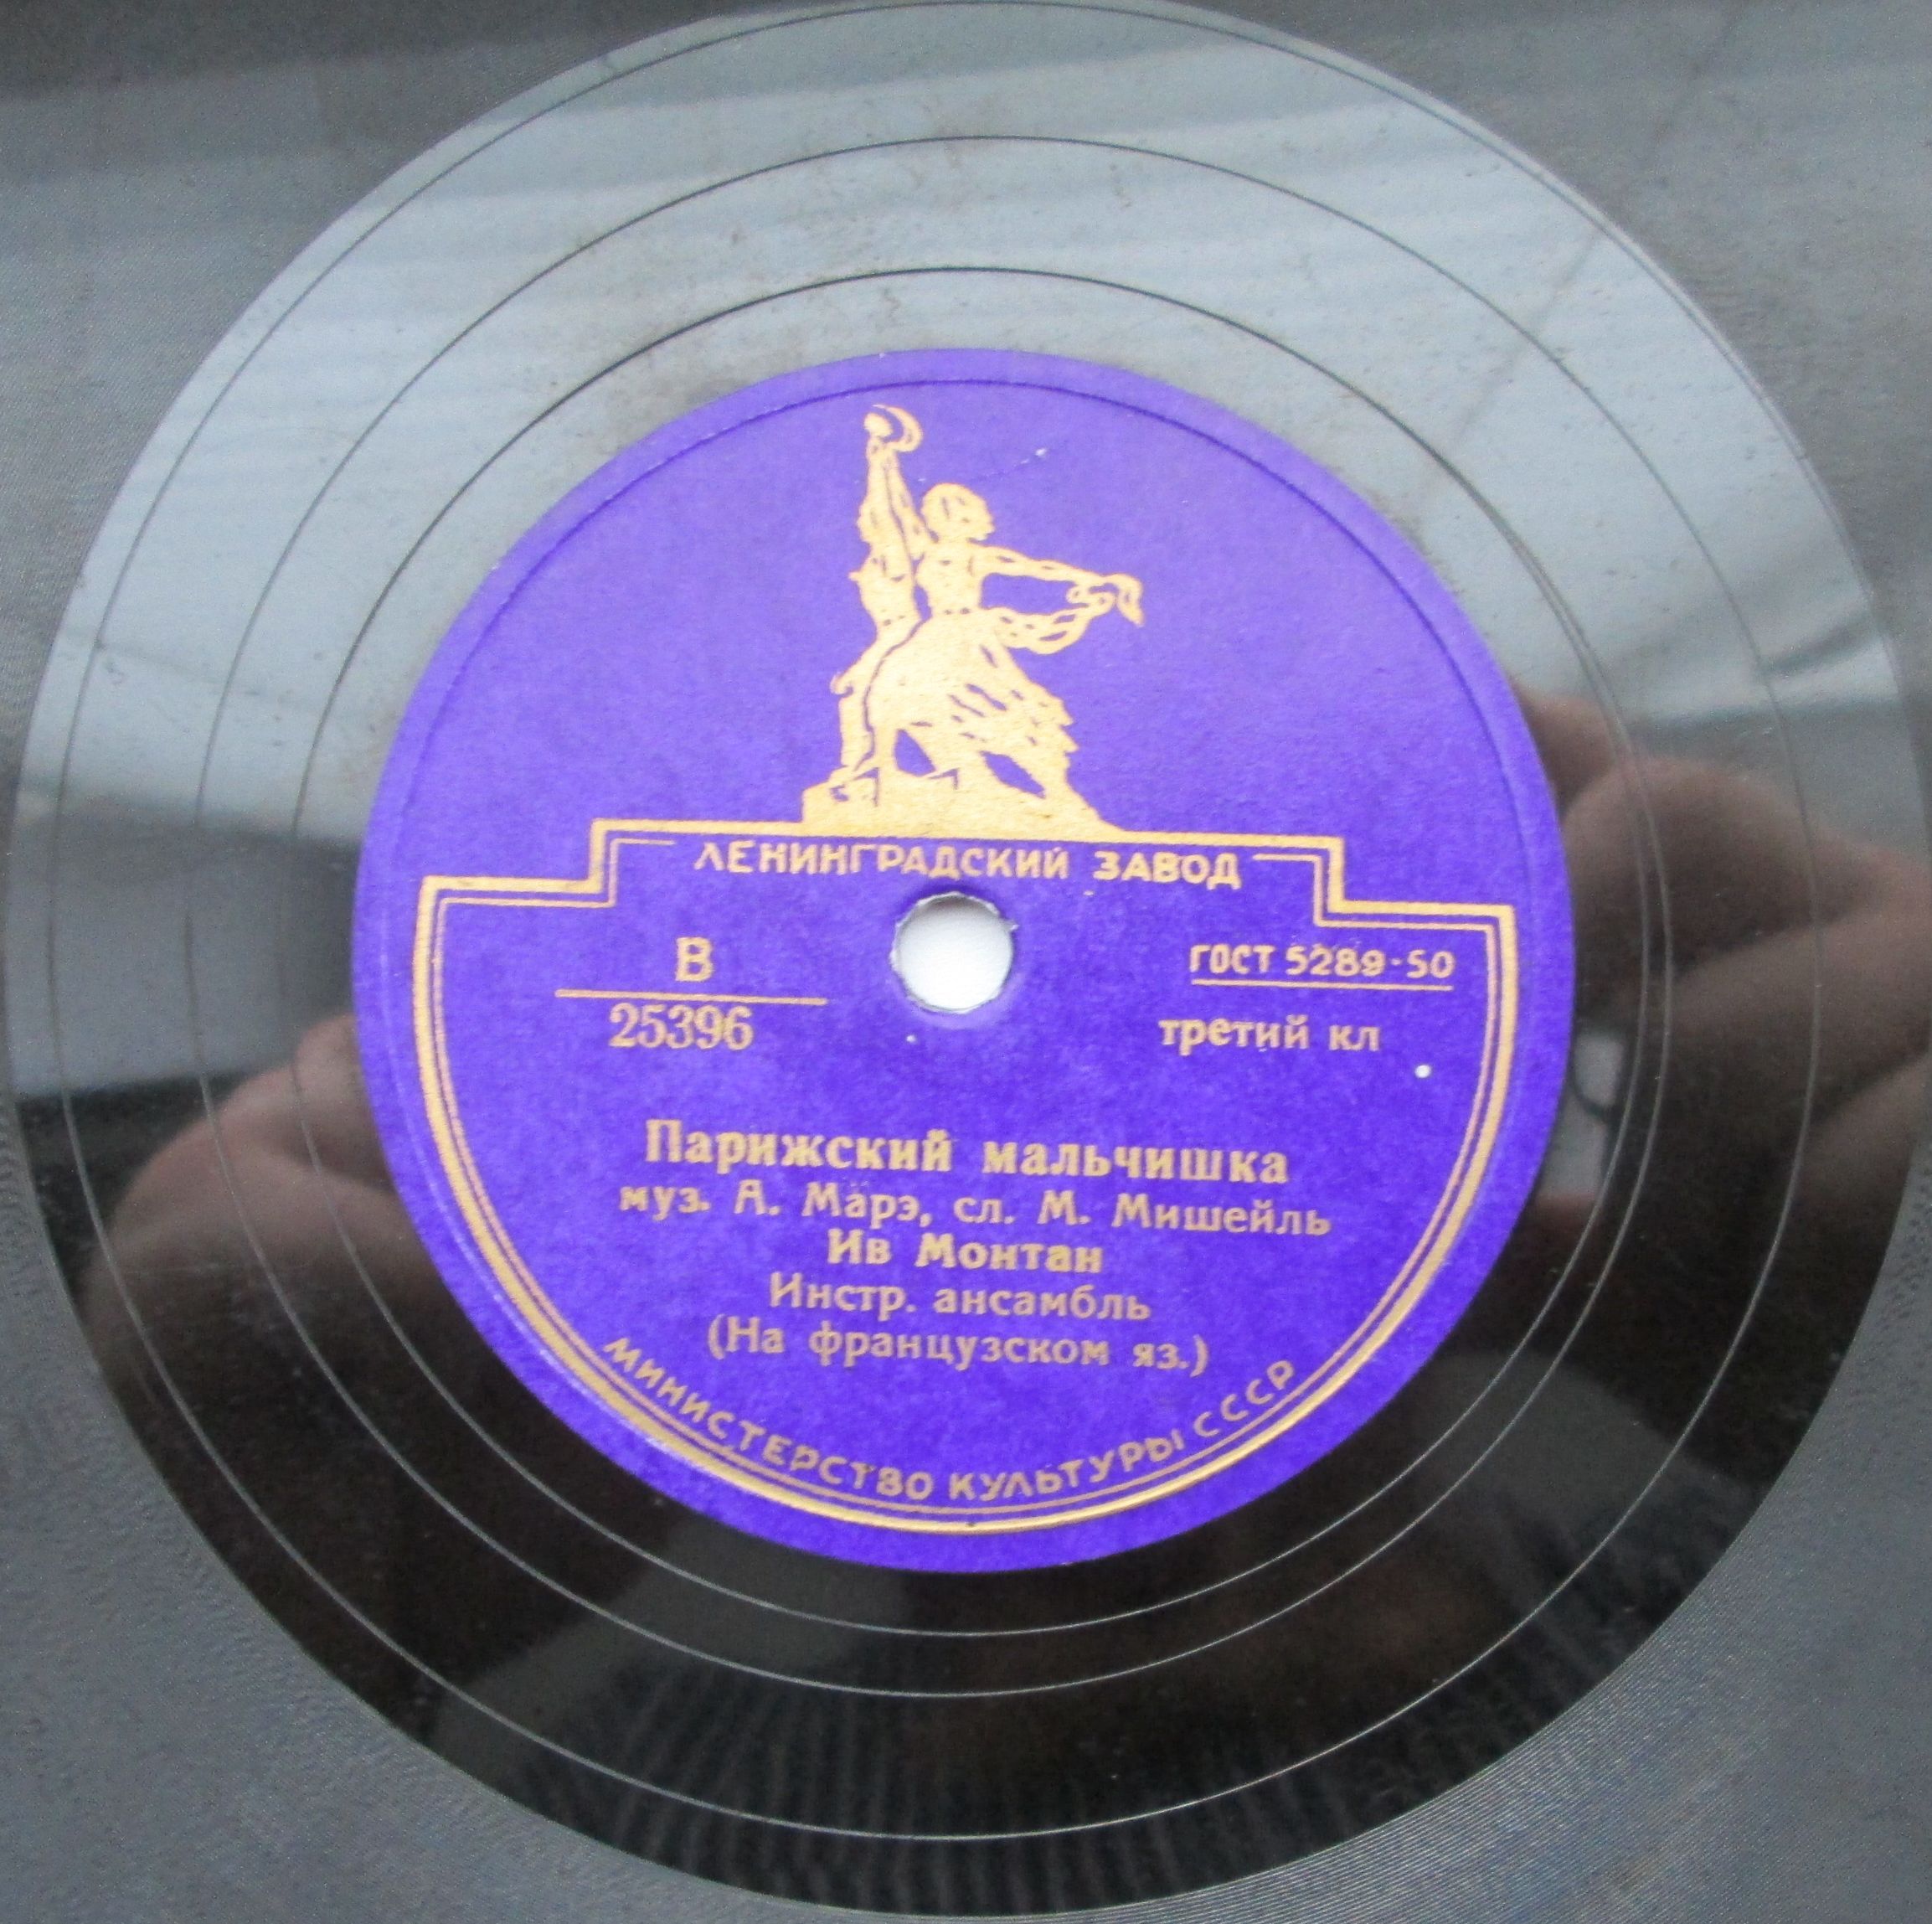 ЛЕНИНГРАДСКИЙ ЗАВОД
В
25396
ГОСТ 5289-50
третий кл
Парижский мальчишка
муз. А. Марэ, сл. М. Мишейль
Ив Монтан
Инстр. ансамбль
(На французском яз.)
МИНИСТЕРСТВО КУЛЬТУРЫ СССР